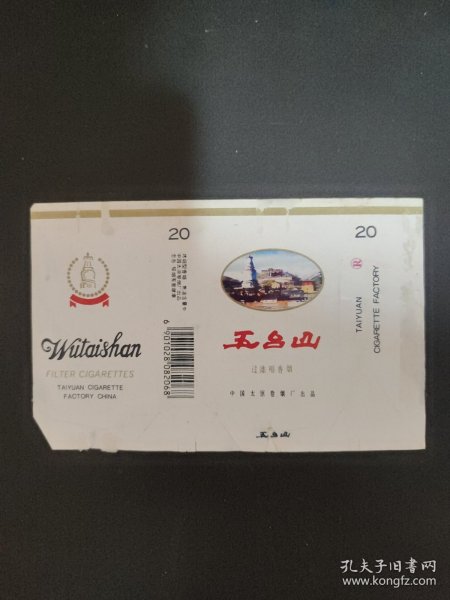 20
Wutaishan
FILTER CIGARETTES
TAIYUAN CIGARETTE
FACTORY CHINA
6901028082068
五台山
过滤嘴香烟
中国太原卷烟厂出品
五台山
20
TAIYUAN ®
CIGARETTE FACTORY
孔夫子旧书网
www.kongfz.com